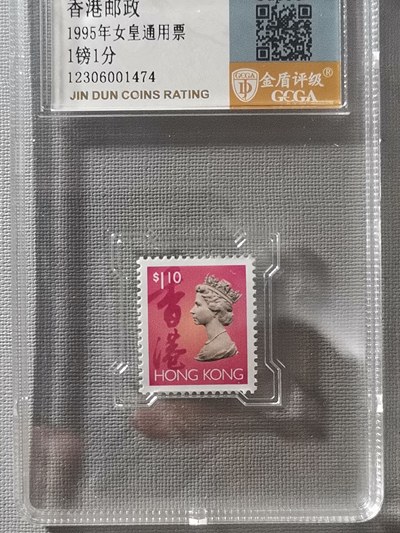 香港邮政
1995年女皇通用票
1镑1分
12306001474
JIN DUN COINS RATING
金盾评级®
GCGA
$1.10
香港
HONG KONG